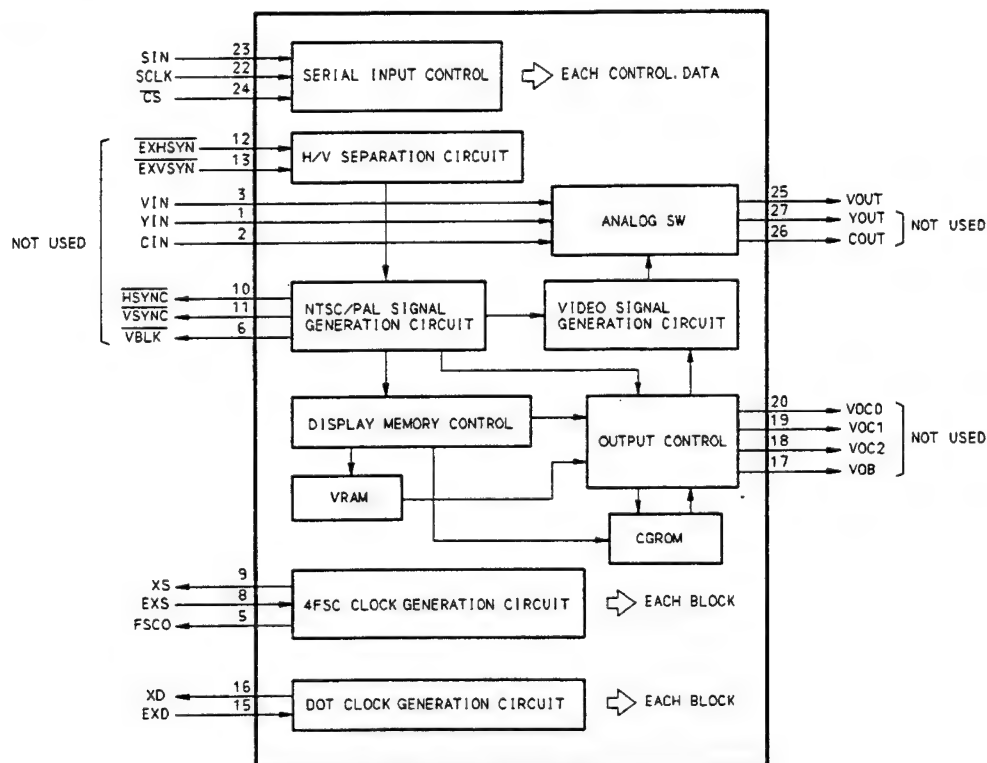 SIN 23
SCLK 22
CS 24
SERIAL INPUT CONTROL
EACH CONTROL.DATA
EXHSYN 12
EXVSYN 13
H/V SEPARATION CIRCUIT
VIN 3
YIN 1
CIN 2
NOT USED
ANALOG SW
25 VOUT
27 YOUT
26 COUT
NOT USED
HSYNC 10
VSYNC 11
VBLK 6
NTSC/PAL SIGNAL
GENERATION CIRCUIT
VIDEO SIGNAL
GENERATION CIRCUIT
DISPLAY MEMORY CONTROL
OUTPUT CONTROL
20 VOC0
19 VOC1
18 VOC2
17 VOB
NOT USED
VRAM
CGROM
XS 9
EXS 8
FSCO 5
4FSC CLOCK GENERATION CIRCUIT
EACH BLOCK
XD 16
EXD 15
DOT CLOCK GENERATION CIRCUIT
EACH BLOCK